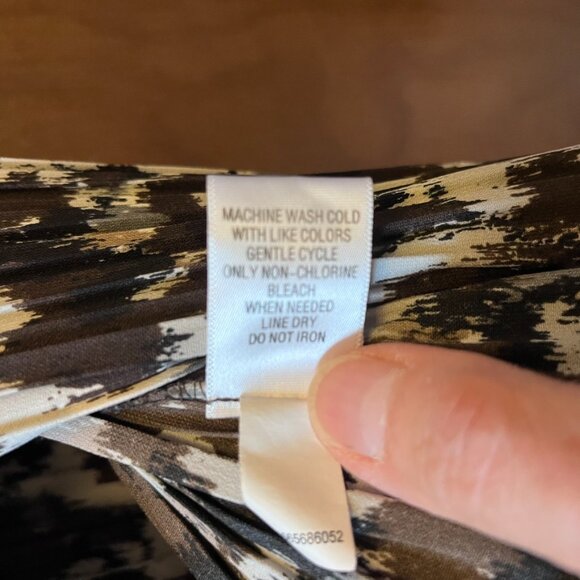 MACHINE WASH COLD
WITH LIKE COLORS
GENTLE CYCLE
ONLY NON-CHLORINE
BLEACH
WHEN NEEDED
LINE DRY
DO NOT IRON